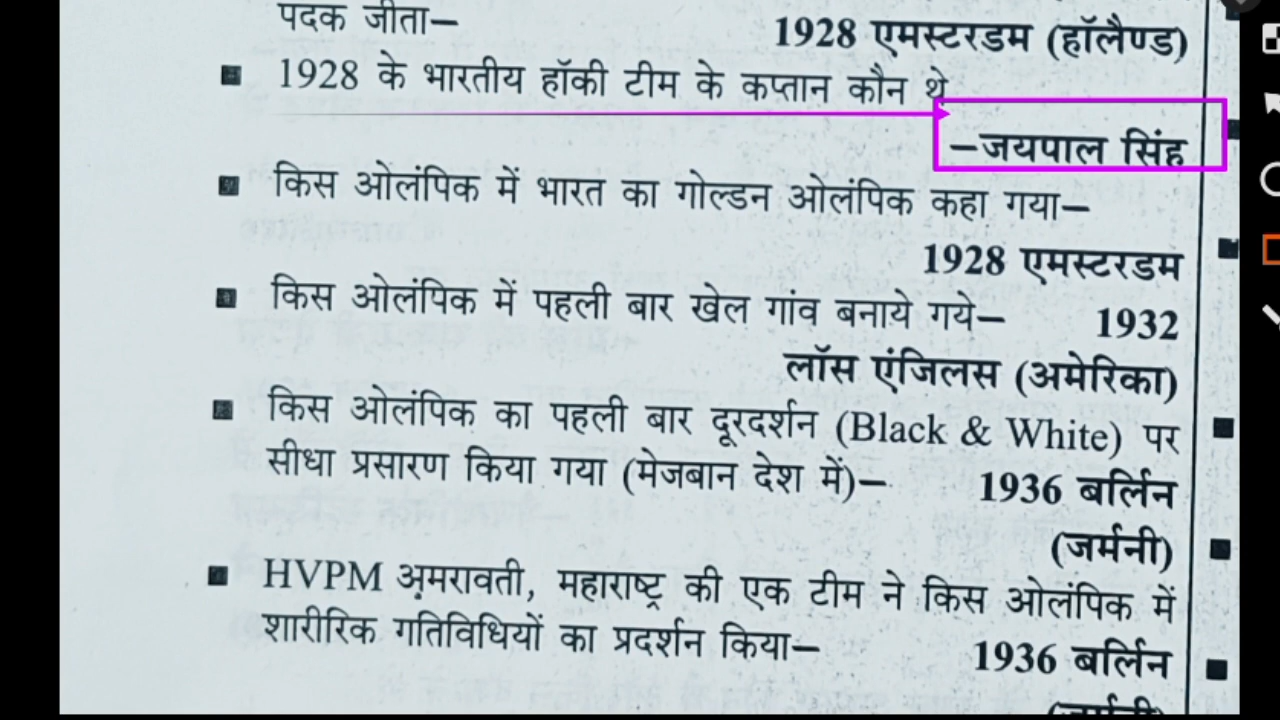 पदक जीता–
1928 एमस्टरडम (हॉलैण्ड)
1928 के भारतीय हॉकी टीम के कप्तान कौन थे
–जयपाल सिंह
किस ओलंपिक में भारत का गोल्डन ओलंपिक कहा गया–
1928 एमस्टरडम
किस ओलंपिक में पहली बार खेल गांव बनाये गये– 1932
लॉस एंजिलस (अमेरिका)
किस ओलंपिक का पहली बार दूरदर्शन (Black & White) पर
सीधा प्रसारण किया गया (मेजबान देश में)– 1936 बर्लिन
(जर्मनी)
HVPM अमरावती, महाराष्ट्र की एक टीम ने किस ओलंपिक में
शारीरिक गतिविधियों का प्रदर्शन किया– 1936 बर्लिन
(जर्मनी)